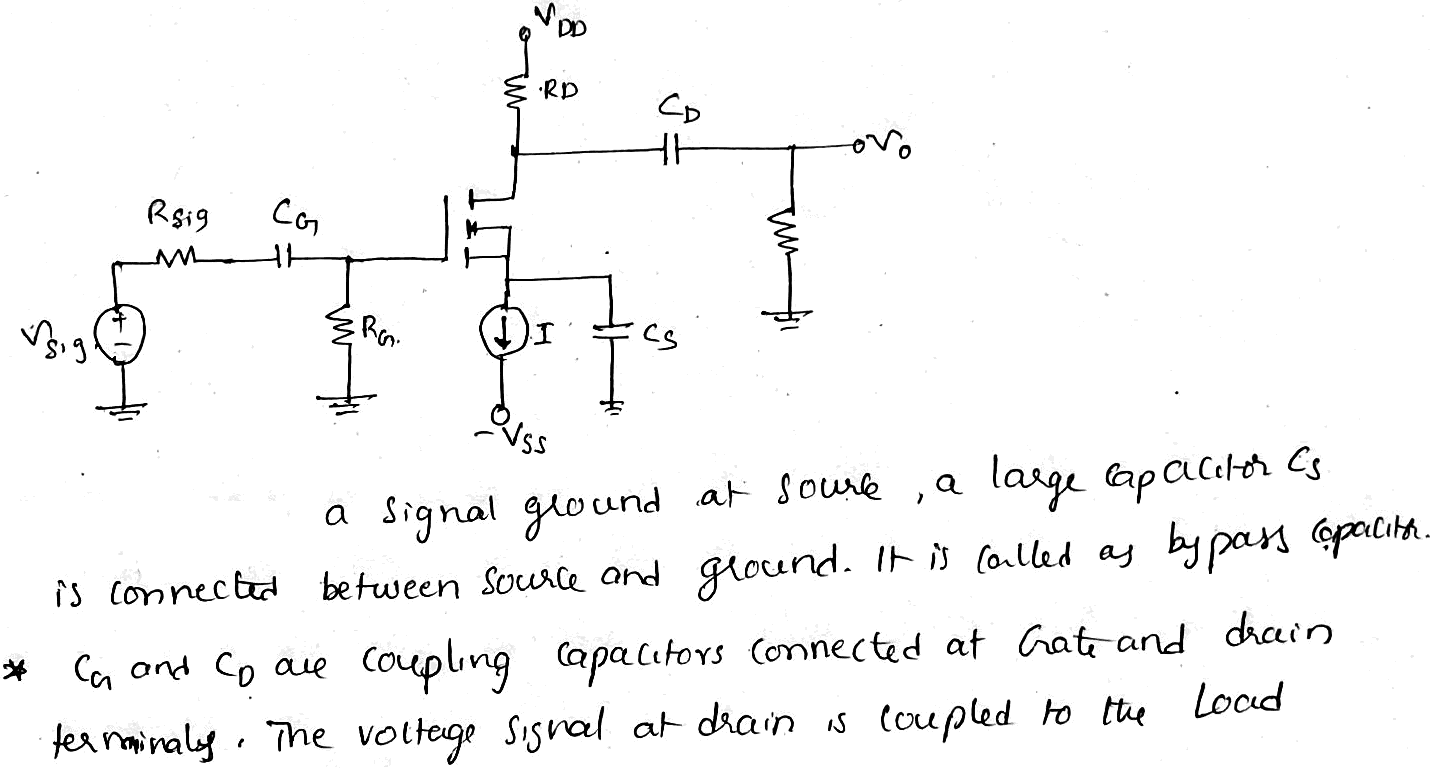 VDD
RD
CD
Vo
Rsig
CG
Vsig
+
-
RG.
I
CS
-VSS
a signal ground at source, a large capacitor Cs
is connected between source and ground. It is called as bypass capacitor.
* CG and CD are coupling capacitors connected at Gate and drain
terminals. The voltage signal at drain is coupled to the Load